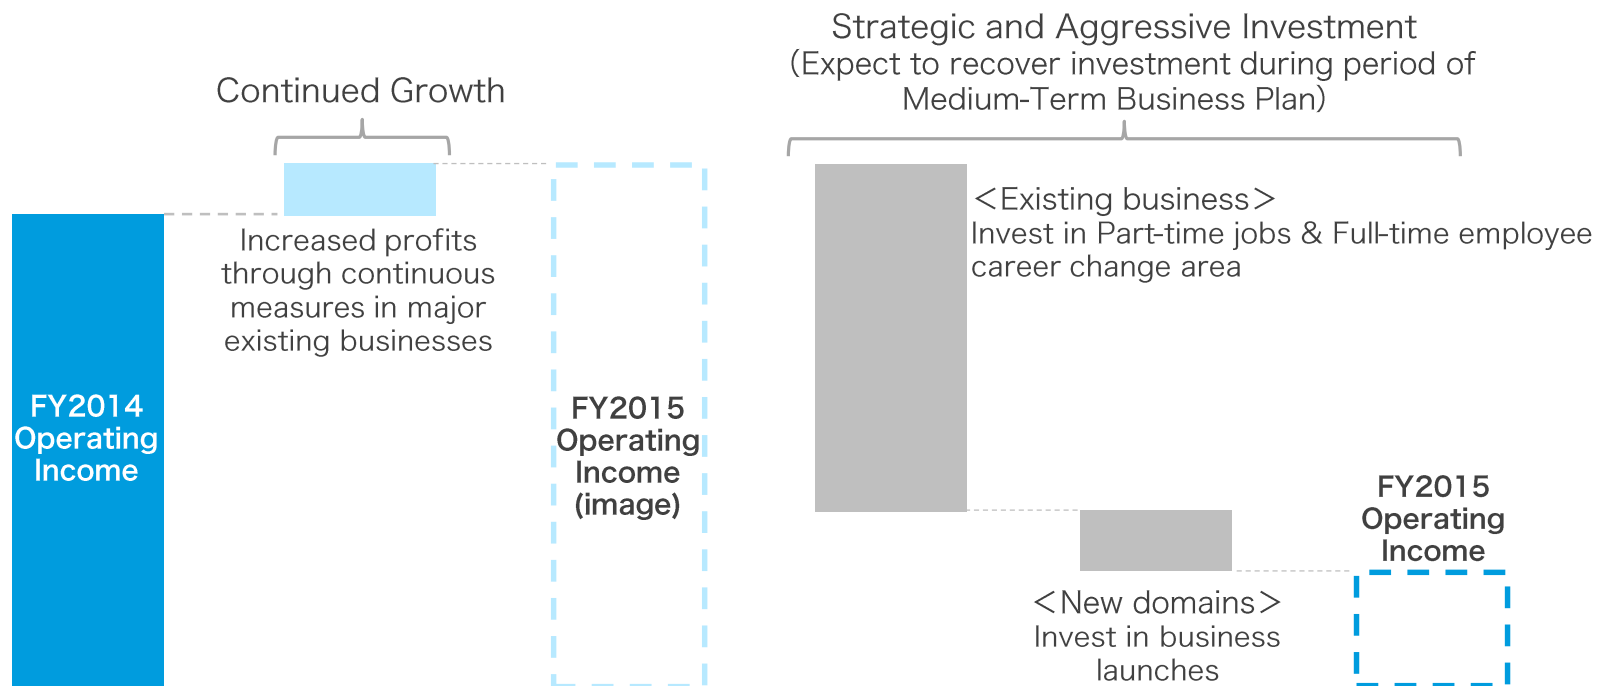 Strategic and Aggressive Investment
（Expect to recover investment during period of
Medium-Term Business Plan）
Continued Growth
＜Existing business＞
Invest in Part-time jobs & Full-time employee
career change area
Increased profits
through continuous
measures in major
existing businesses
FY2014
Operating
Income
FY2015
Operating
Income
(image)
FY2015
Operating
Income
＜New domains＞
Invest in business
launches